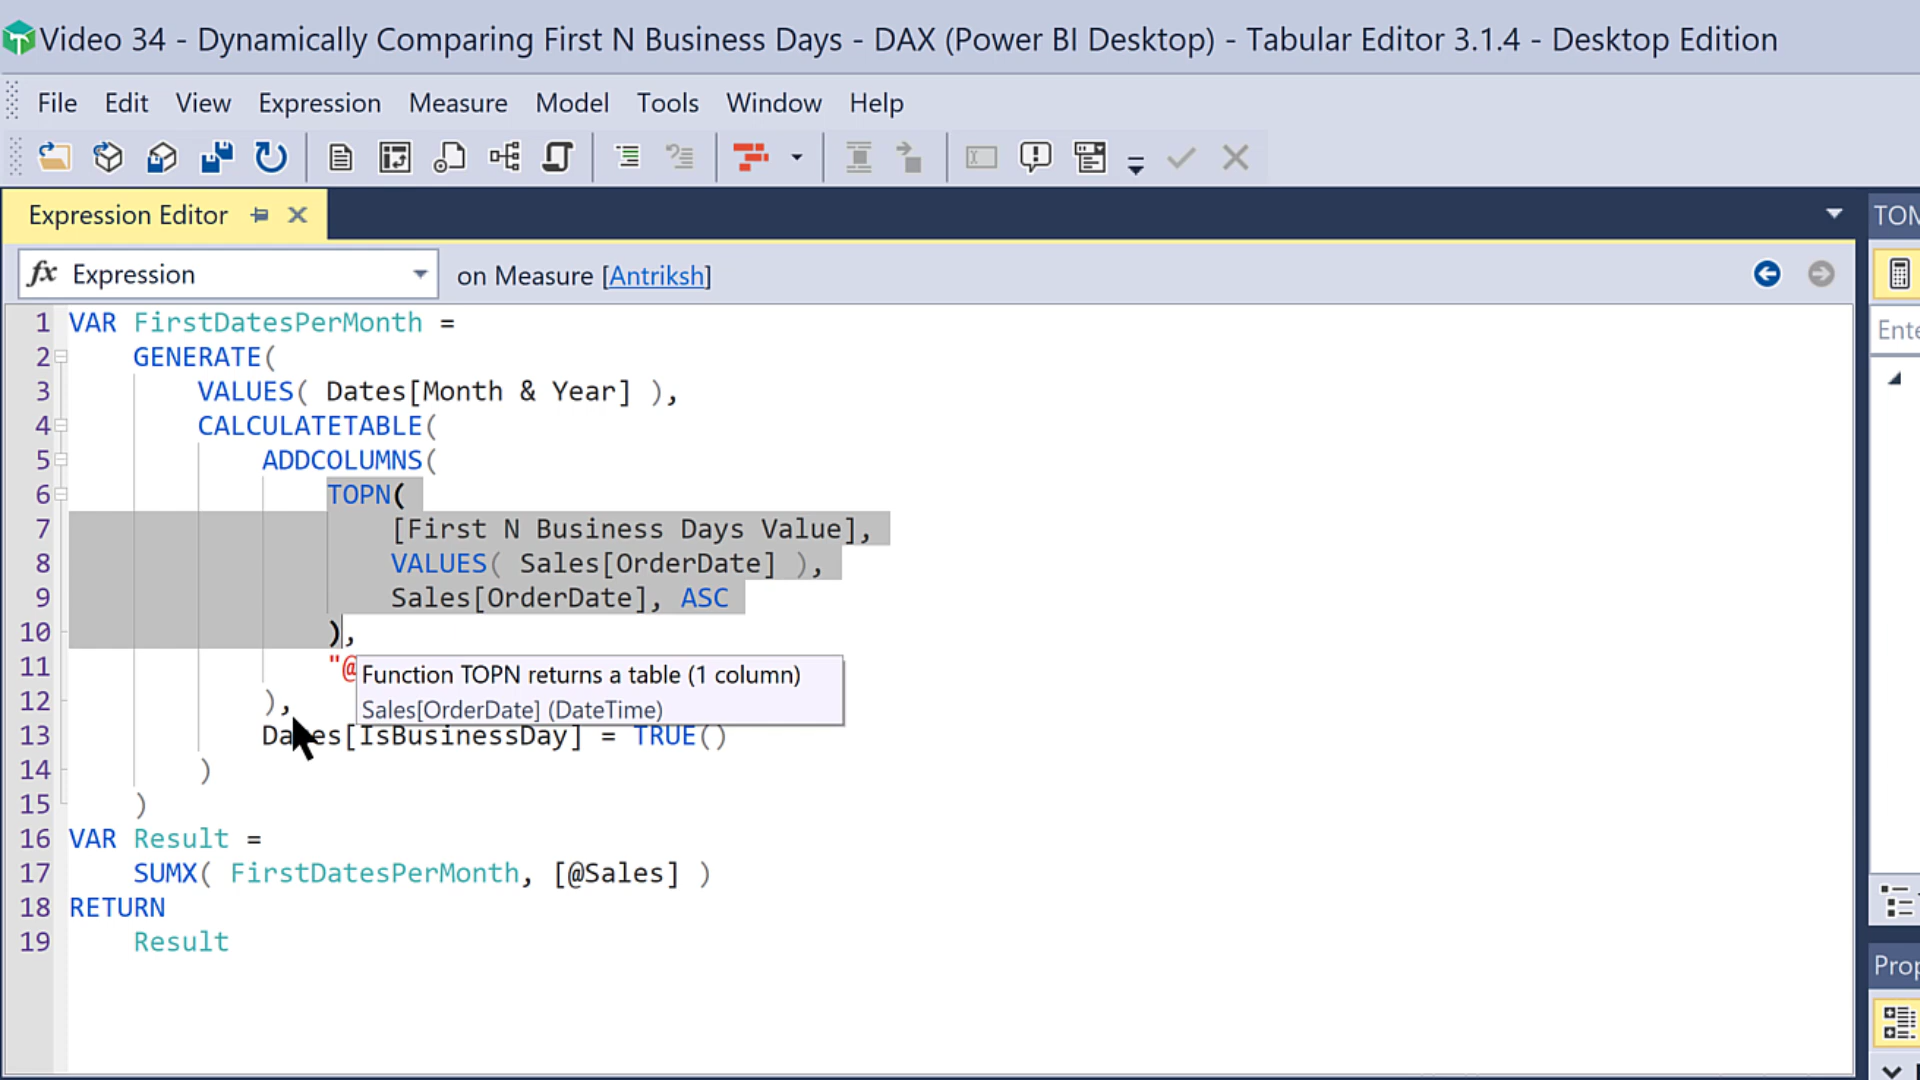 Video 34 - Dynamically Comparing First N Business Days - DAX (Power BI Desktop) - Tabular Editor 3.1.4 - Desktop Edition
File Edit View Expression Measure Model Tools Window Help
Expression Editor
TOM
fx Expression on Measure [Antriksh]
Ente
1 VAR FirstDatesPerMonth =
2 GENERATE(
3 VALUES( Dates[Month & Year] ),
4 CALCULATETABLE(
5 ADDCOLUMNS(
6 TOPN(
7 [First N Business Days Value],
8 VALUES( Sales[OrderDate] ),
9 Sales[OrderDate], ASC
10 ),
11 "@
Function TOPN returns a table (1 column)
Sales[OrderDate] (DateTime)
12 ),
13 Dates[IsBusinessDay] = TRUE()
14 )
15 )
16 VAR Result =
17 SUMX( FirstDatesPerMonth, [@Sales] )
18 RETURN
19 Result
Prop